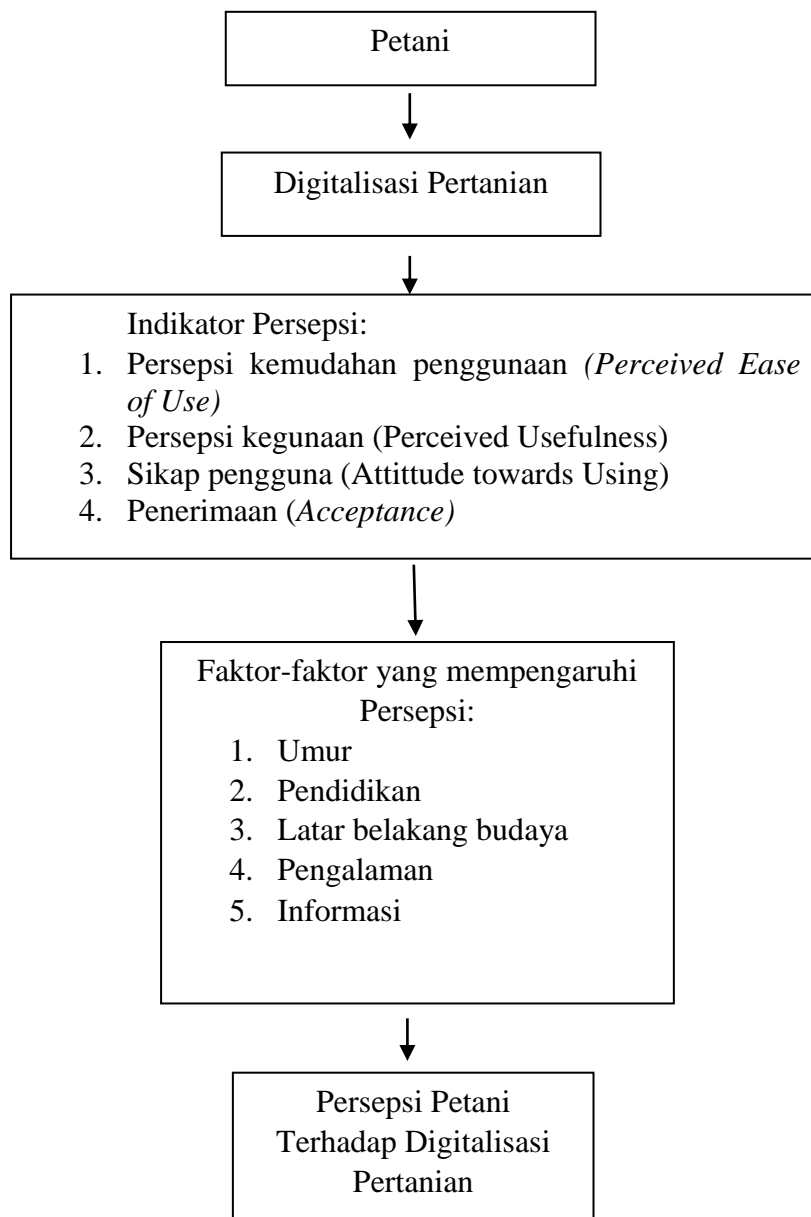 Petani
Digitalisasi Pertanian
Indikator Persepsi:
1. Persepsi kemudahan penggunaan (Perceived Ease
of Use)
2. Persepsi kegunaan (Perceived Usefulness)
3. Sikap pengguna (Attittude towards Using)
4. Penerimaan (Acceptance)
Faktor-faktor yang mempengaruhi
Persepsi:
1. Umur
2. Pendidikan
3. Latar belakang budaya
4. Pengalaman
5. Informasi
Persepsi Petani
Terhadap Digitalisasi
Pertanian